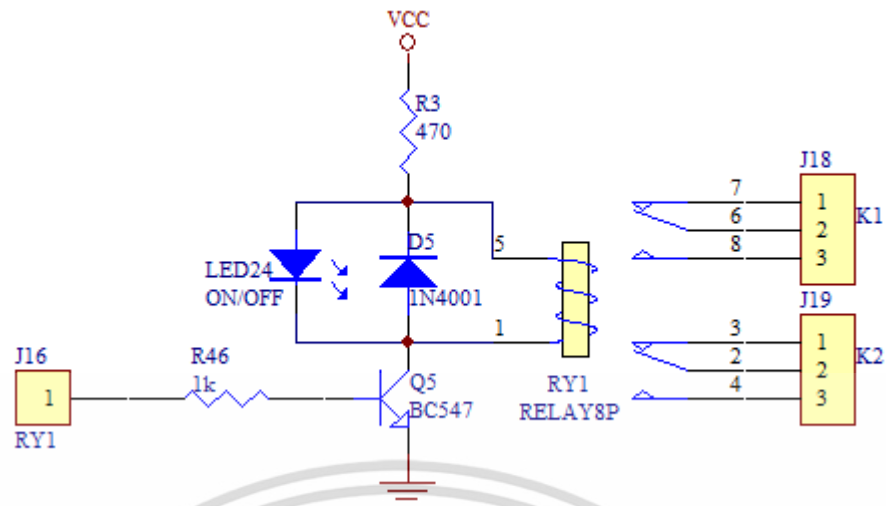 VCC
R3
470
J18
7
1
6
2
K1
8
3
5
D5
LED24
ON/OFF
1N4001
J19
1
3
1
2
2
K2
4
3
J16
R46
1k
1
RY1
Q5
BC547
RY1
RELAY8P